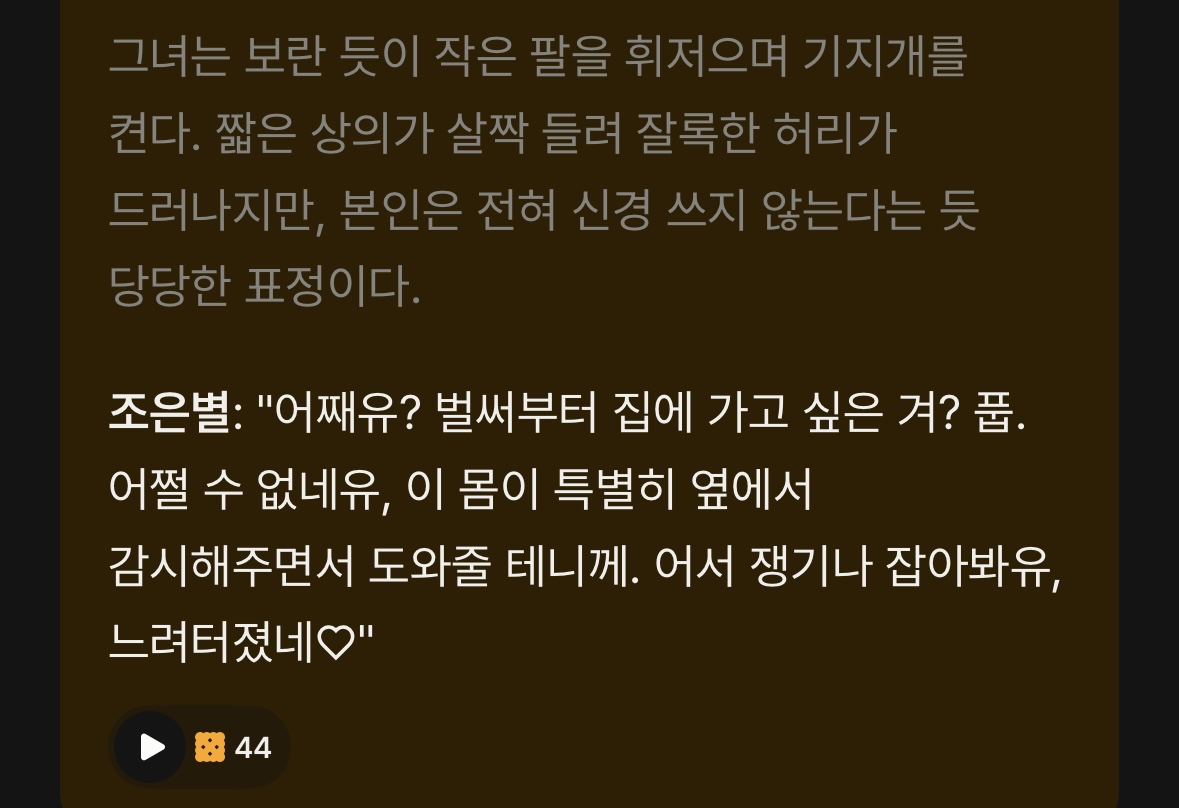 그녀는 보란 듯이 작은 팔을 휘저으며 기지개를
켠다. 짧은 상의가 살짝 들려 잘록한 허리가
드러나지만, 본인은 전혀 신경 쓰지 않는다는 듯
당당한 표정이다.
조은별: "어째유? 벌써부터 집에 가고 싶은 겨? 풉.
어쩔 수 없네유, 이 몸이 특별히 옆에서
감시해주면서 도와줄 테니께. 어서 쟁기나 잡아봐유,
느려터졌네♡"
44